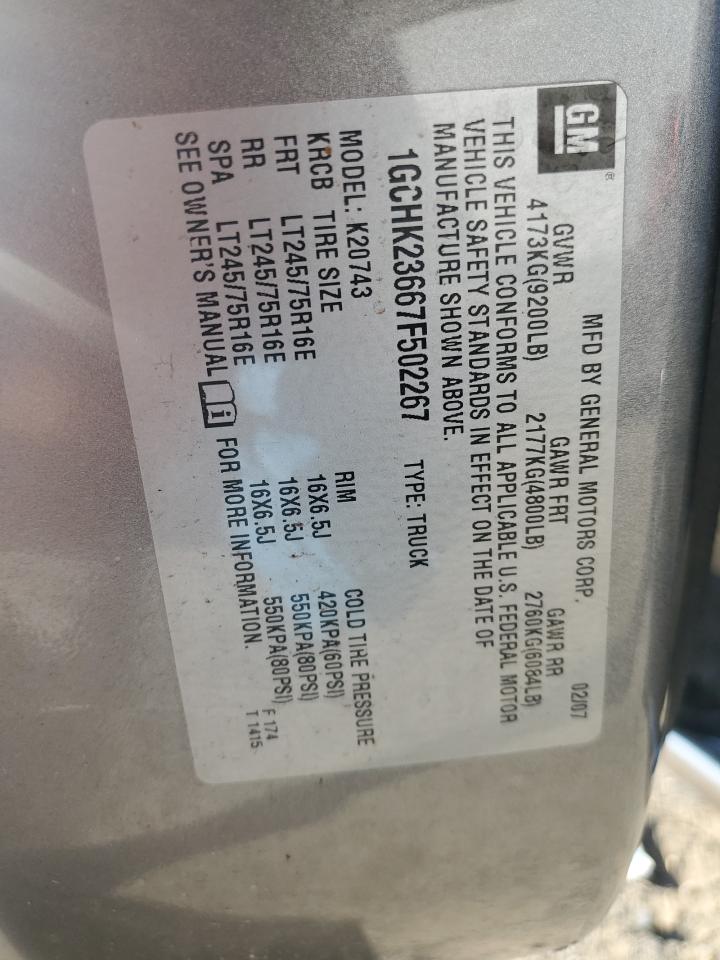 GM®
MFD BY GENERAL MOTORS CORP. 02/07
GVWR GAWR FRT GAWR RR
4173KG(9200LB) 2177KG(4800LB) 2760KG(6084LB)
THIS VEHICLE CONFORMS TO ALL APPLICABLE U.S. FEDERAL MOTOR
VEHICLE SAFETY STANDARDS IN EFFECT ON THE DATE OF
MANUFACTURE SHOWN ABOVE.
1GCHK23667F502267 TYPE: TRUCK
MODEL: K20743
KRCB TIRE SIZE RIM COLD TIRE PRESSURE
FRT LT245/75R16E 16X6.5J 420KPA(60PSI)
RR LT245/75R16E 16X6.5J 550KPA(80PSI)
SPA LT245/75R16E 16X6.5J 550KPA(80PSI)
SEE OWNER'S MANUAL i FOR MORE INFORMATION.
F 174
T 1415